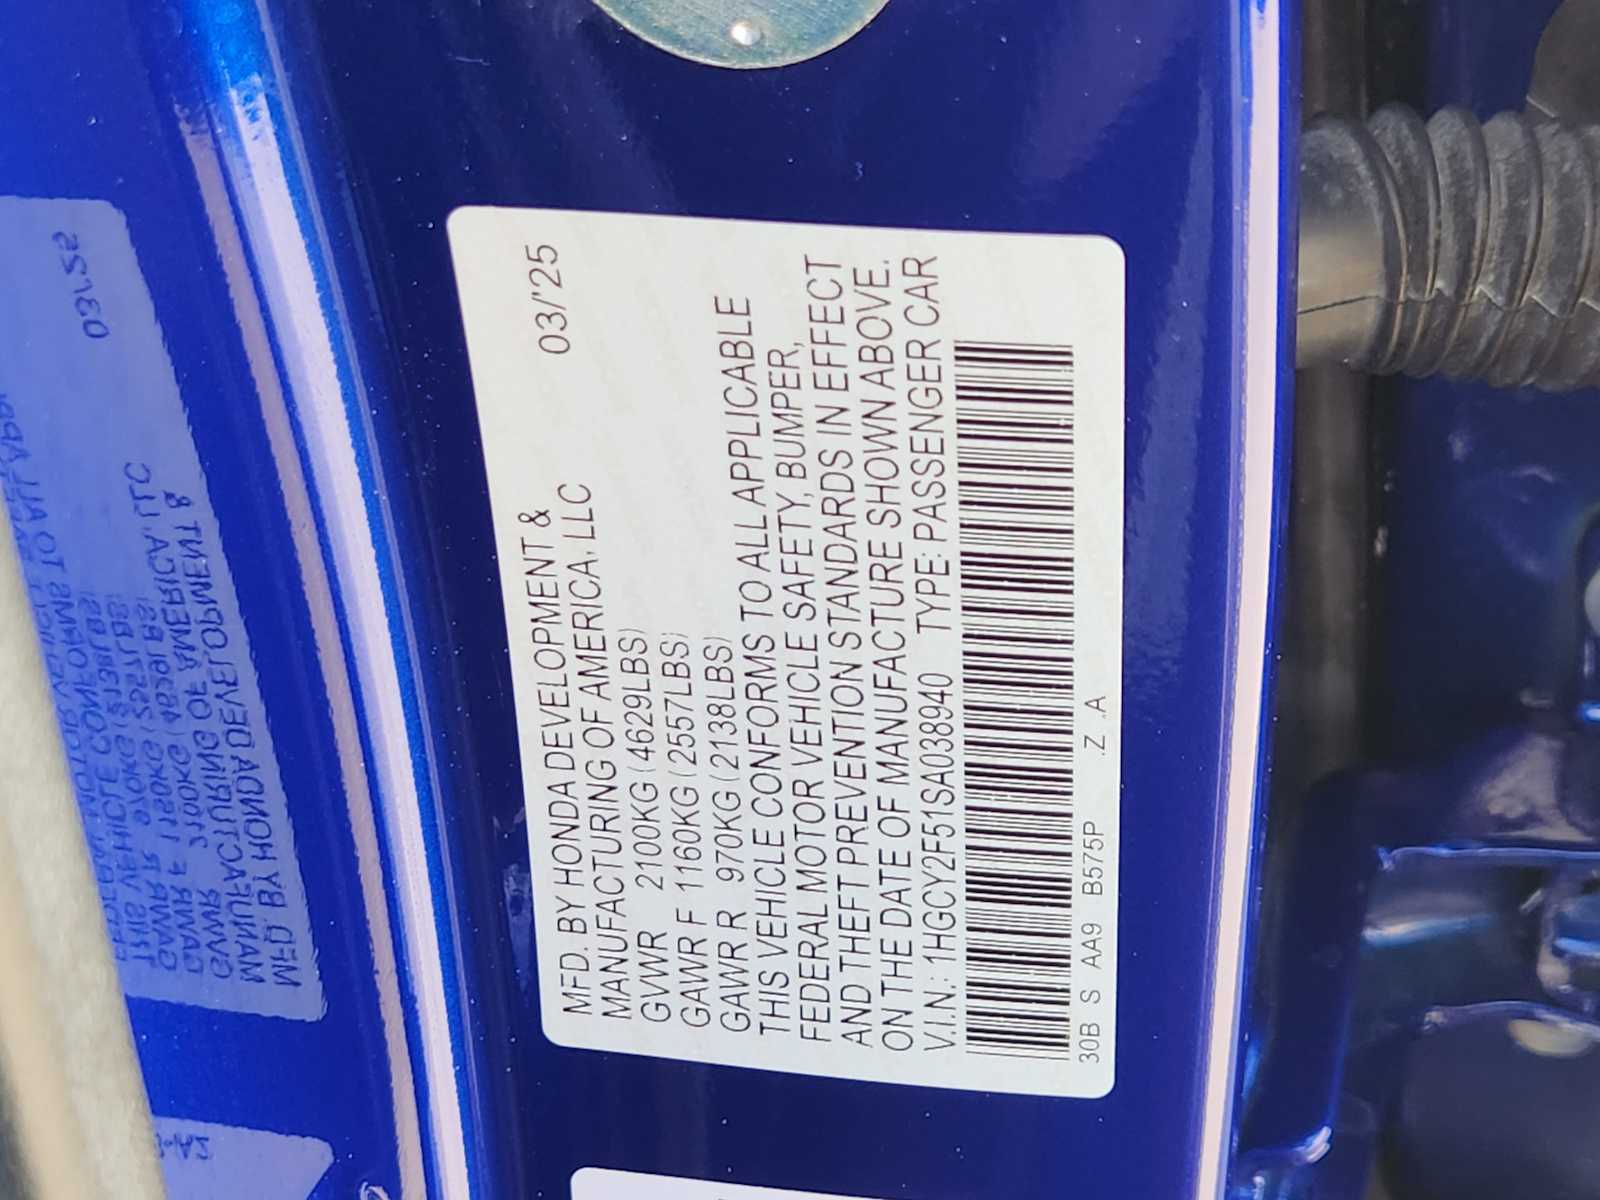 MFD. BY HONDA DEVELOPMENT & 03/'25
MANUFACTURING OF AMERICA, LLC
GVWR 2100KG (4629LBS)
GAWR F 1160KG (2557LBS)
GAWR R 970KG (2138LBS)
THIS VEHICLE CONFORMS TO ALL APPLICABLE
FEDERAL MOTOR VEHICLE SAFETY, BUMPER,
AND THEFT PREVENTION STANDARDS IN EFFECT
ON THE DATE OF MANUFACTURE SHOWN ABOVE.
V.I.N.: 1HGCY2F51SA038940 TYPE: PASSENGER CAR
30B S AA9 B575P .Z .A